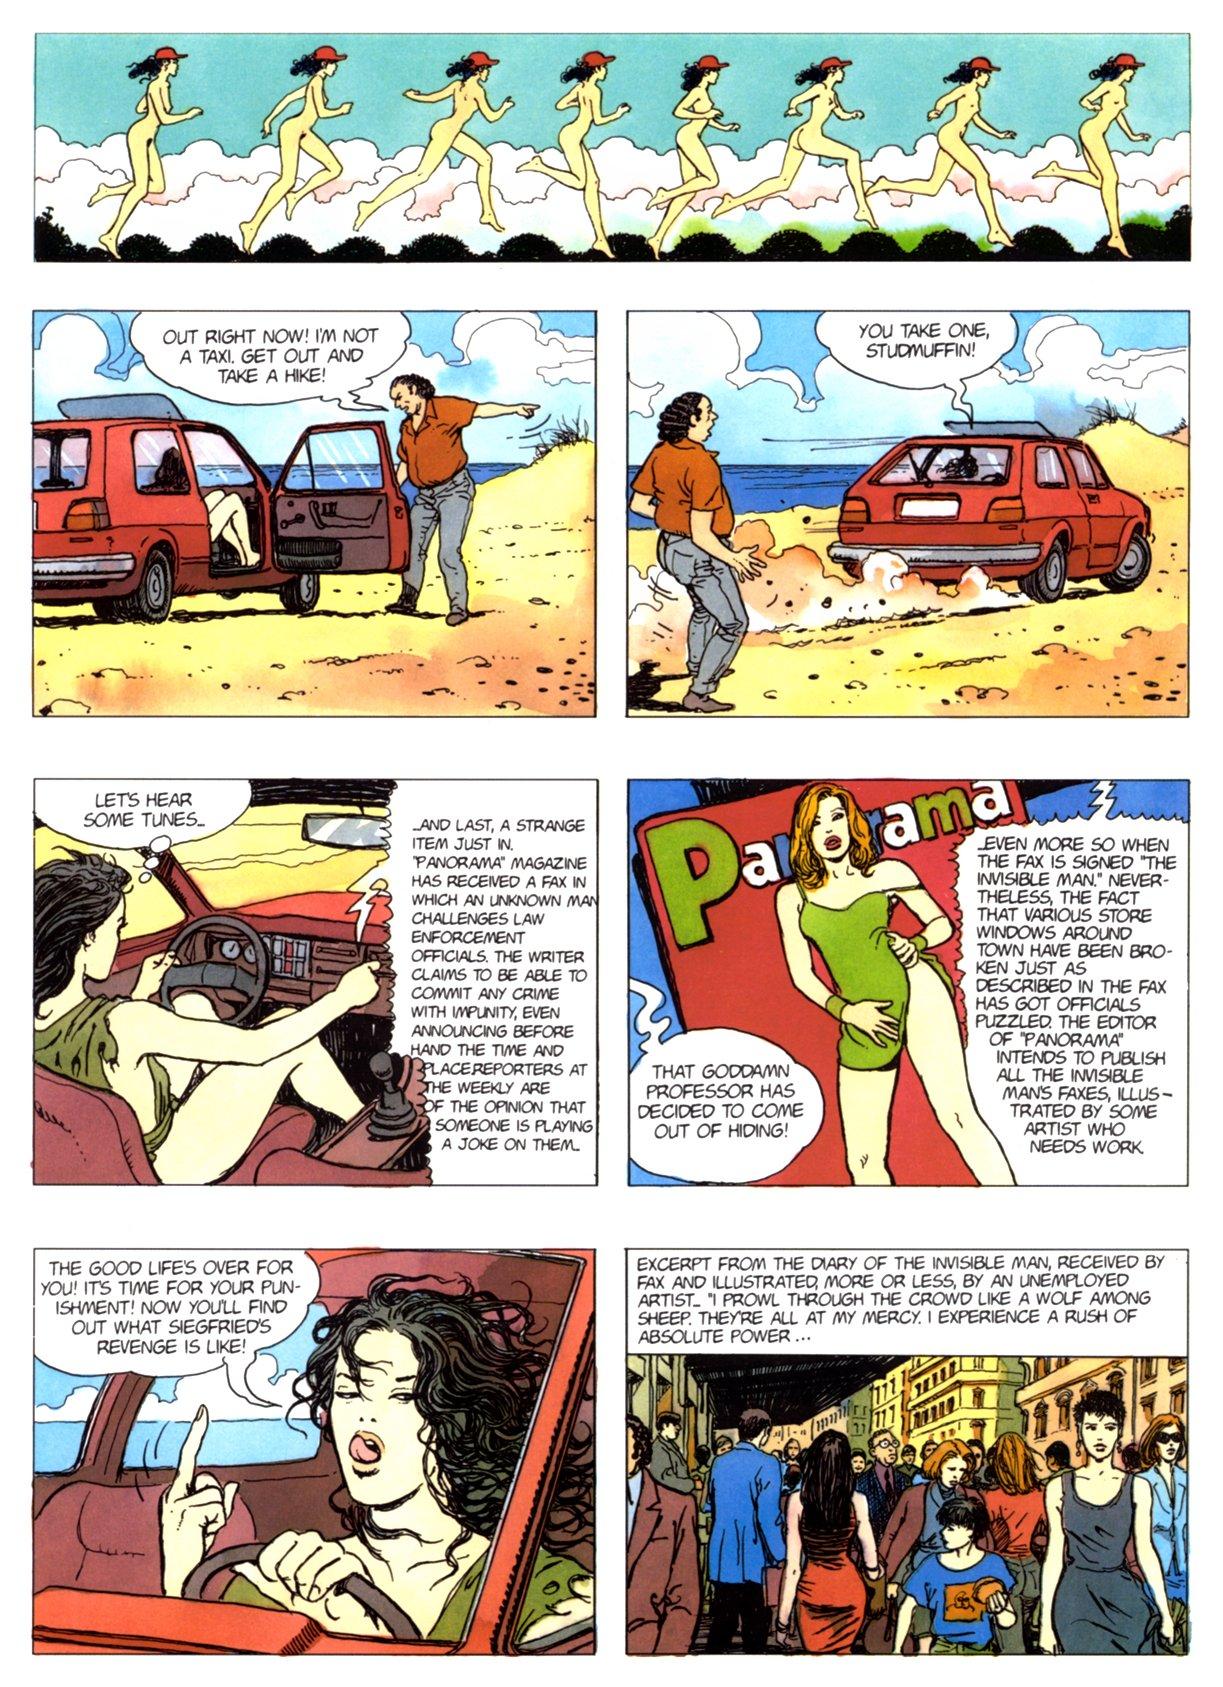 OUT RIGHT NOW! I'M NOT
A TAXI. GET OUT AND
TAKE A HIKE!
YOU TAKE ONE,
STUDMUFFIN!
LET'S HEAR
SOME TUNES...
...AND LAST, A STRANGE
ITEM JUST IN.
"PANORAMA" MAGAZINE
HAS RECEIVED A FAX IN
WHICH AN UNKNOWN MAN
CHALLENGES LAW
ENFORCEMENT
OFFICIALS. THE WRITER
CLAIMS TO BE ABLE TO
COMMIT ANY CRIME
WITH IMPUNITY, EVEN
ANNOUNCING BEFORE
HAND THE TIME AND
PLACE.REPORTERS AT
THE WEEKLY ARE
OF THE OPINION THAT
SOMEONE IS PLAYING
A JOKE ON THEM...
Panorama
...EVEN MORE SO WHEN
THE FAX IS SIGNED "THE
INVISIBLE MAN." NEVER-
THELESS, THE FACT
THAT VARIOUS STORE
WINDOWS AROUND
TOWN HAVE BEEN BRO-
KEN JUST AS
DESCRIBED IN THE FAX
HAS GOT OFFICIALS
PUZZLED. THE EDITOR
OF "PANORAMA"
INTENDS TO PUBLISH
ALL THE INVISIBLE
MAN'S FAXES, ILLUS-
TRATED BY SOME
ARTIST WHO
NEEDS WORK.
THAT GODDAMN
PROFESSOR HAS
DECIDED TO COME
OUT OF HIDING!
THE GOOD LIFE'S OVER FOR
YOU! IT'S TIME FOR YOUR PUN-
ISHMENT! NOW YOU'LL FIND
OUT WHAT SIEGFRIED'S
REVENGE IS LIKE!
EXCERPT FROM THE DIARY OF THE INVISIBLE MAN, RECEIVED BY
FAX AND ILLUSTRATED, MORE OR LESS, BY AN UNEMPLOYED
ARTIST... "I PROWL THROUGH THE CROWD LIKE A WOLF AMONG
SHEEP. THEY'RE ALL AT MY MERCY. I EXPERIENCE A RUSH OF
ABSOLUTE POWER ...